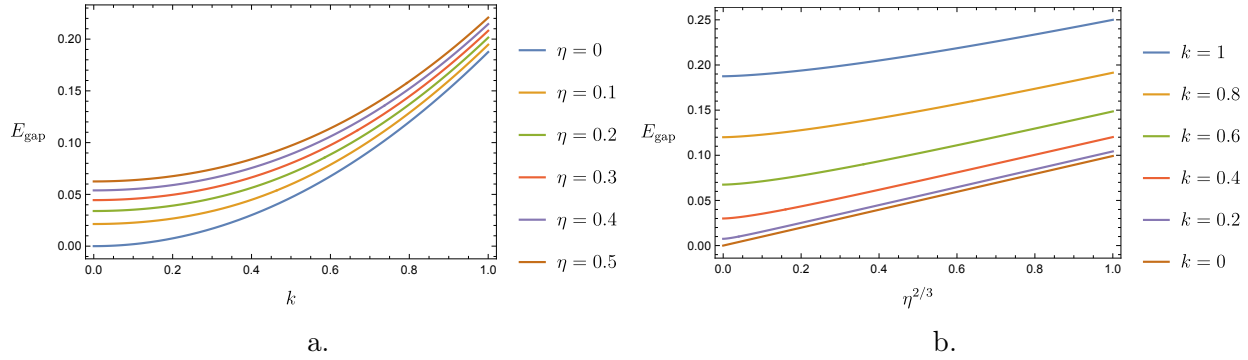 E_gap
0.20
0.15
0.10
0.05
0.00
0.0 0.2 0.4 0.6 0.8 1.0
k
η = 0
η = 0.1
η = 0.2
η = 0.3
η = 0.4
η = 0.5
a.
E_gap
0.25
0.20
0.15
0.10
0.05
0.00
0.0 0.2 0.4 0.6 0.8 1.0
η^{2/3}
k = 1
k = 0.8
k = 0.6
k = 0.4
k = 0.2
k = 0
b.